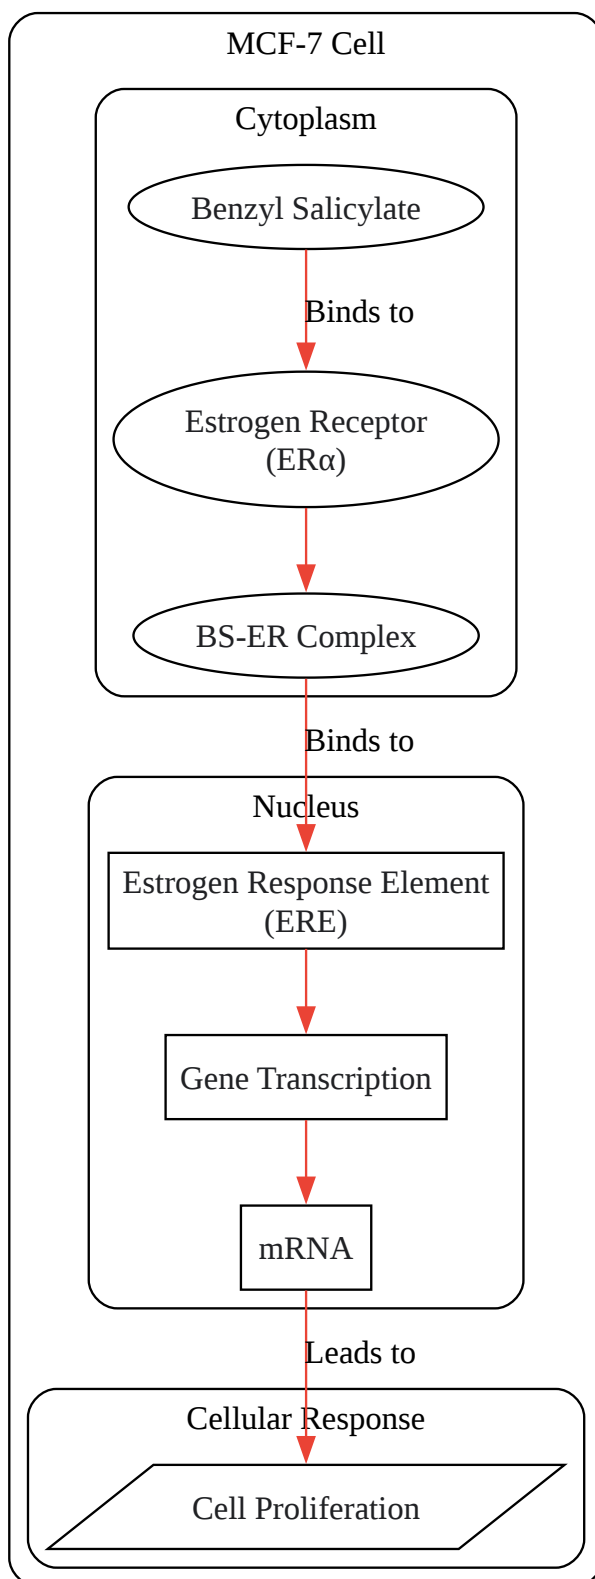 MCF-7 Cell
Cytoplasm
Benzyl Salicylate
Binds to
Estrogen Receptor
(ERα)
BS-ER Complex
Binds to
Nucleus
Estrogen Response Element
(ERE)
Gene Transcription
mRNA
Leads to
Cellular Response
Cell Proliferation